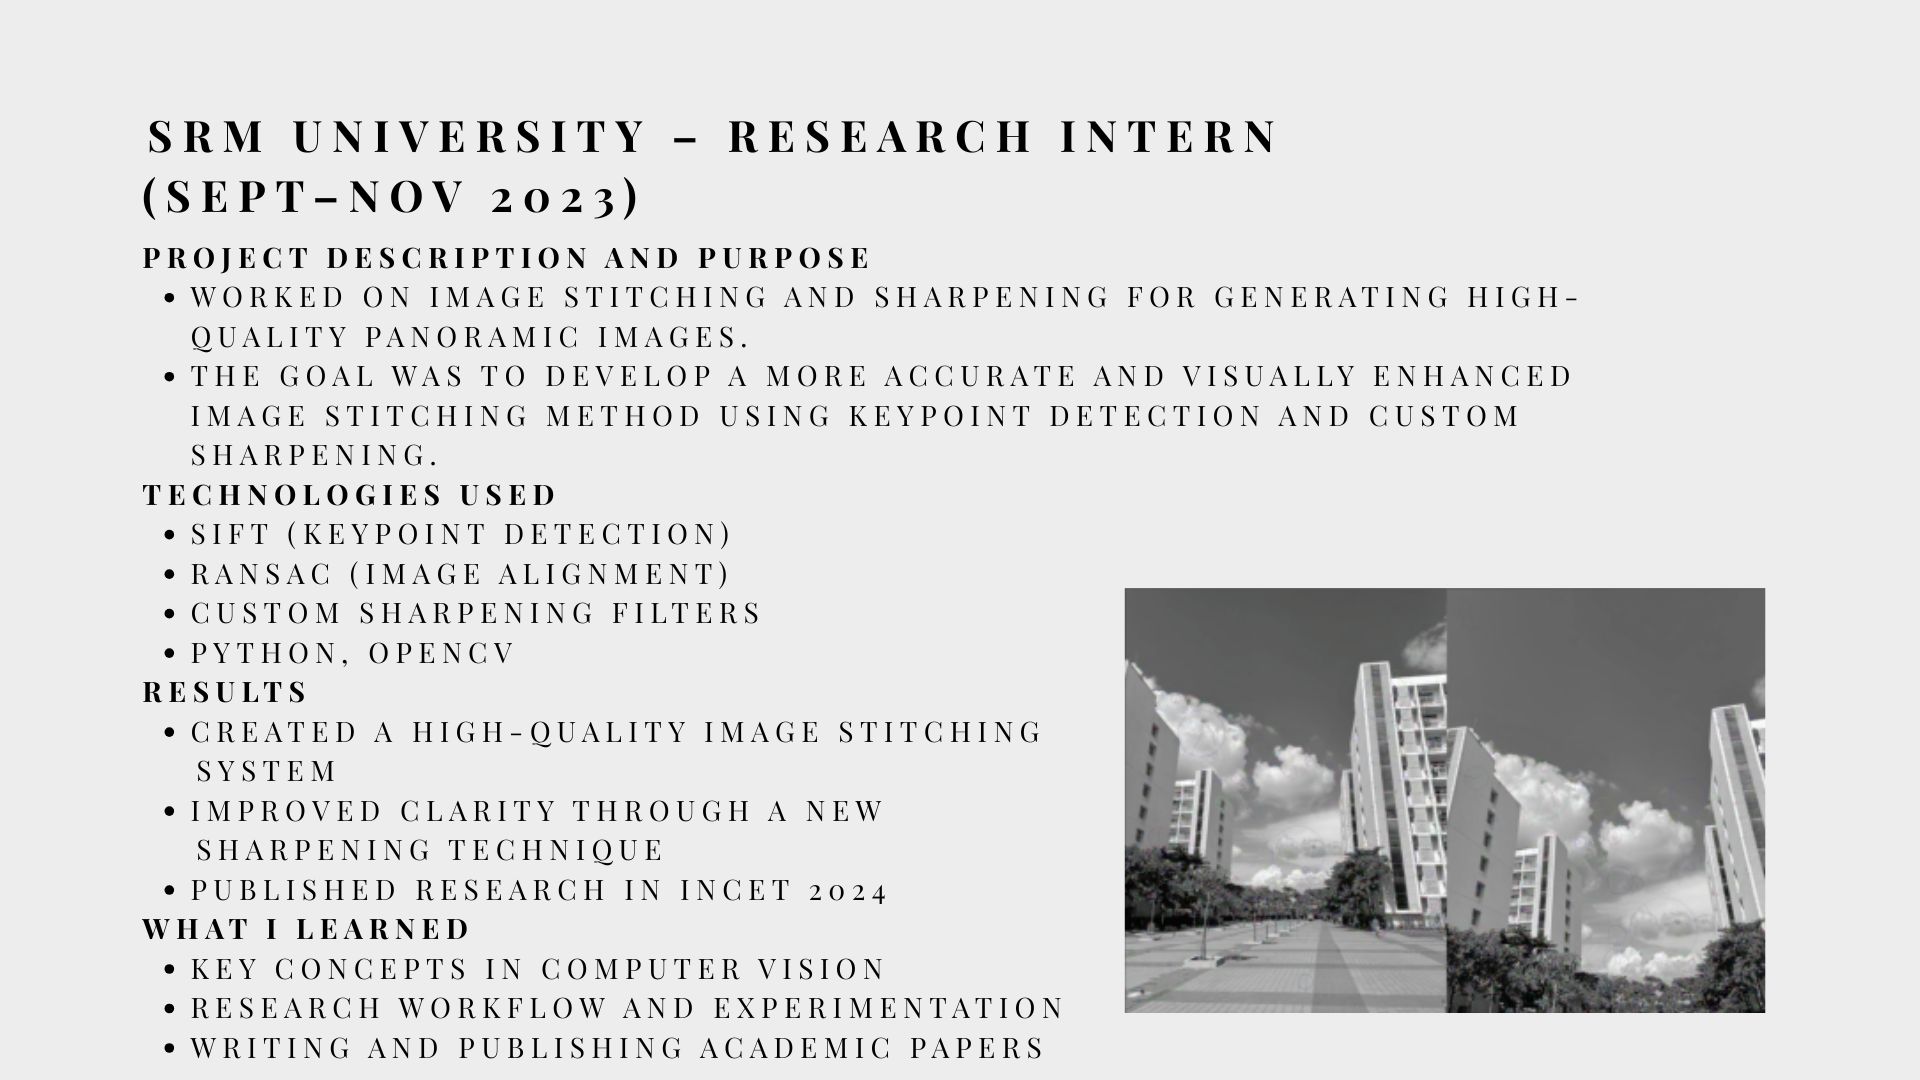 SRM UNIVERSITY – RESEARCH INTERN
(SEPT–NOV 2023)
PROJECT DESCRIPTION AND PURPOSE
• WORKED ON IMAGE STITCHING AND SHARPENING FOR GENERATING HIGH-
QUALITY PANORAMIC IMAGES.
• THE GOAL WAS TO DEVELOP A MORE ACCURATE AND VISUALLY ENHANCED
IMAGE STITCHING METHOD USING KEYPOINT DETECTION AND CUSTOM
SHARPENING.
TECHNOLOGIES USED
• SIFT (KEYPOINT DETECTION)
• RANSAC (IMAGE ALIGNMENT)
• CUSTOM SHARPENING FILTERS
• PYTHON, OPENCV
RESULTS
• CREATED A HIGH-QUALITY IMAGE STITCHING
SYSTEM
• IMPROVED CLARITY THROUGH A NEW
SHARPENING TECHNIQUE
• PUBLISHED RESEARCH IN INCET 2024
WHAT I LEARNED
• KEY CONCEPTS IN COMPUTER VISION
• RESEARCH WORKFLOW AND EXPERIMENTATION
• WRITING AND PUBLISHING ACADEMIC PAPERS